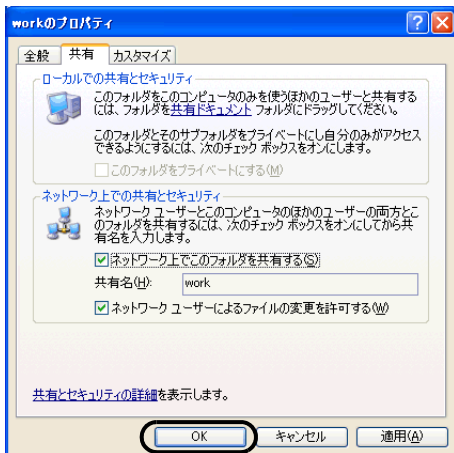 workのプロパティ
全般 共有 カスタマイズ
ローカルでの共有とセキュリティ
このフォルダをこのコンピュータのみを使うほかのユーザーと共有する
には、フォルダを共有ドキュメント フォルダにドラッグしてください。
このフォルダとそのサブフォルダをプライベートにし自分のみがアクセス
できるようにするには、次のチェック ボックスをオンにします。
このフォルダをプライベートにする(M)
ネットワーク上での共有とセキュリティ
ネットワーク ユーザーとこのコンピュータのほかのユーザーの両方とこ
のフォルダを共有するには、次のチェック ボックスをオンにしてから共
有名を入力します。
ネットワーク上でこのフォルダを共有する(S)
共有名(H): work
ネットワーク ユーザーによるファイルの変更を許可する(W)
共有とセキュリティの詳細を表示します。
OK キャンセル 適用(A)